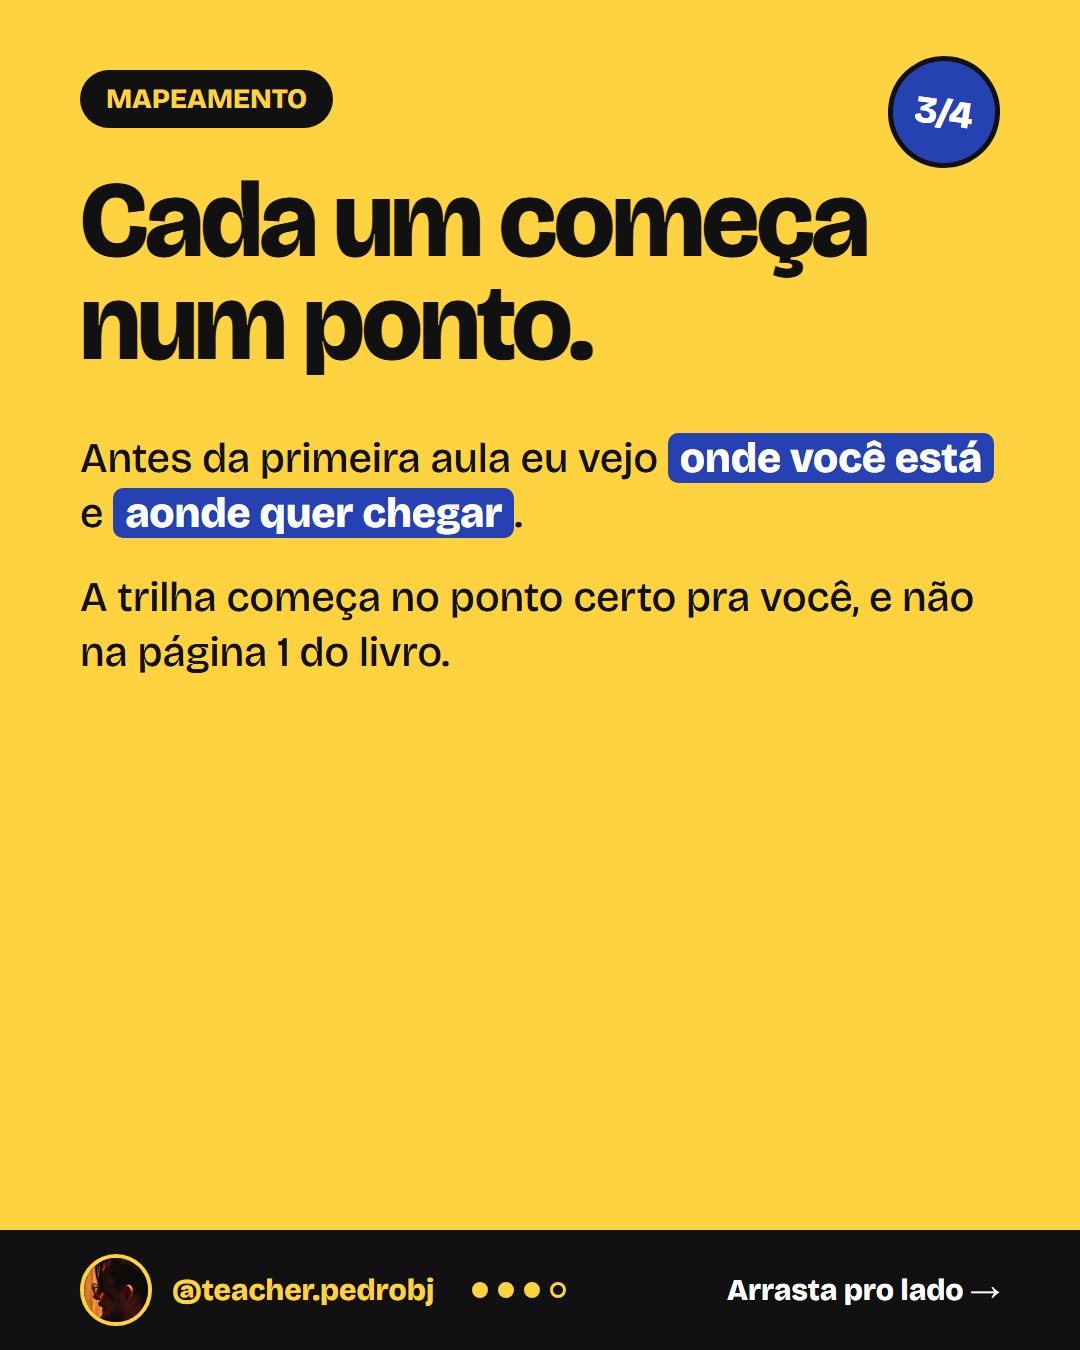 MAPEAMENTO
3/4
Cada um começa
num ponto.
Antes da primeira aula eu vejo onde você está
e aonde quer chegar.
A trilha começa no ponto certo pra você, e não
na página 1 do livro.
@teacher.pedrobj
Arrasta pro lado →